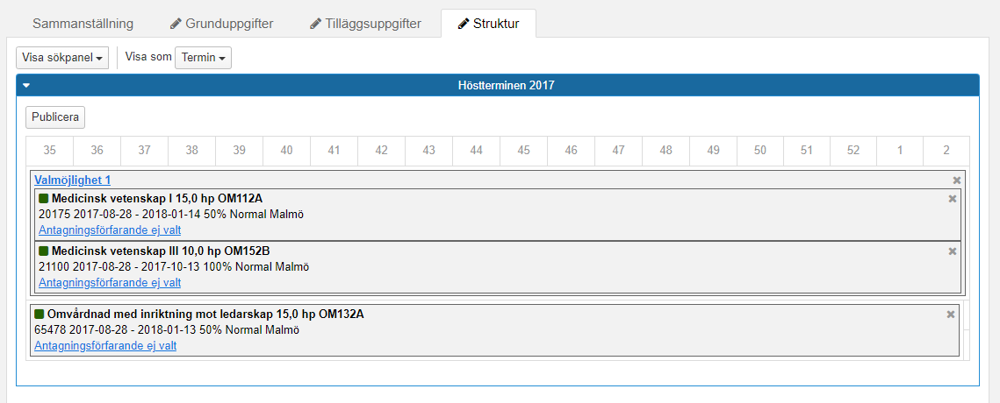 Sammanställning Grunduppgifter Tilläggsuppgifter Struktur
Visa sökpanel Visa som Termin
Höstterminen 2017
Publicera
35 36 37 38 39 40 41 42 43 44 45 46 47 48 49 50 51 52 1 2
Valmöjlighet 1
Medicinsk vetenskap I 15,0 hp OM112A
20175 2017-08-28 - 2018-01-14 50% Normal Malmö
Antagningsförfarande ej valt
Medicinsk vetenskap III 10,0 hp OM152B
21100 2017-08-28 - 2017-10-13 100% Normal Malmö
Antagningsförfarande ej valt
Omvårdnad med inriktning mot ledarskap 15,0 hp OM132A
65478 2017-08-28 - 2018-01-13 50% Normal Malmö
Antagningsförfarande ej valt